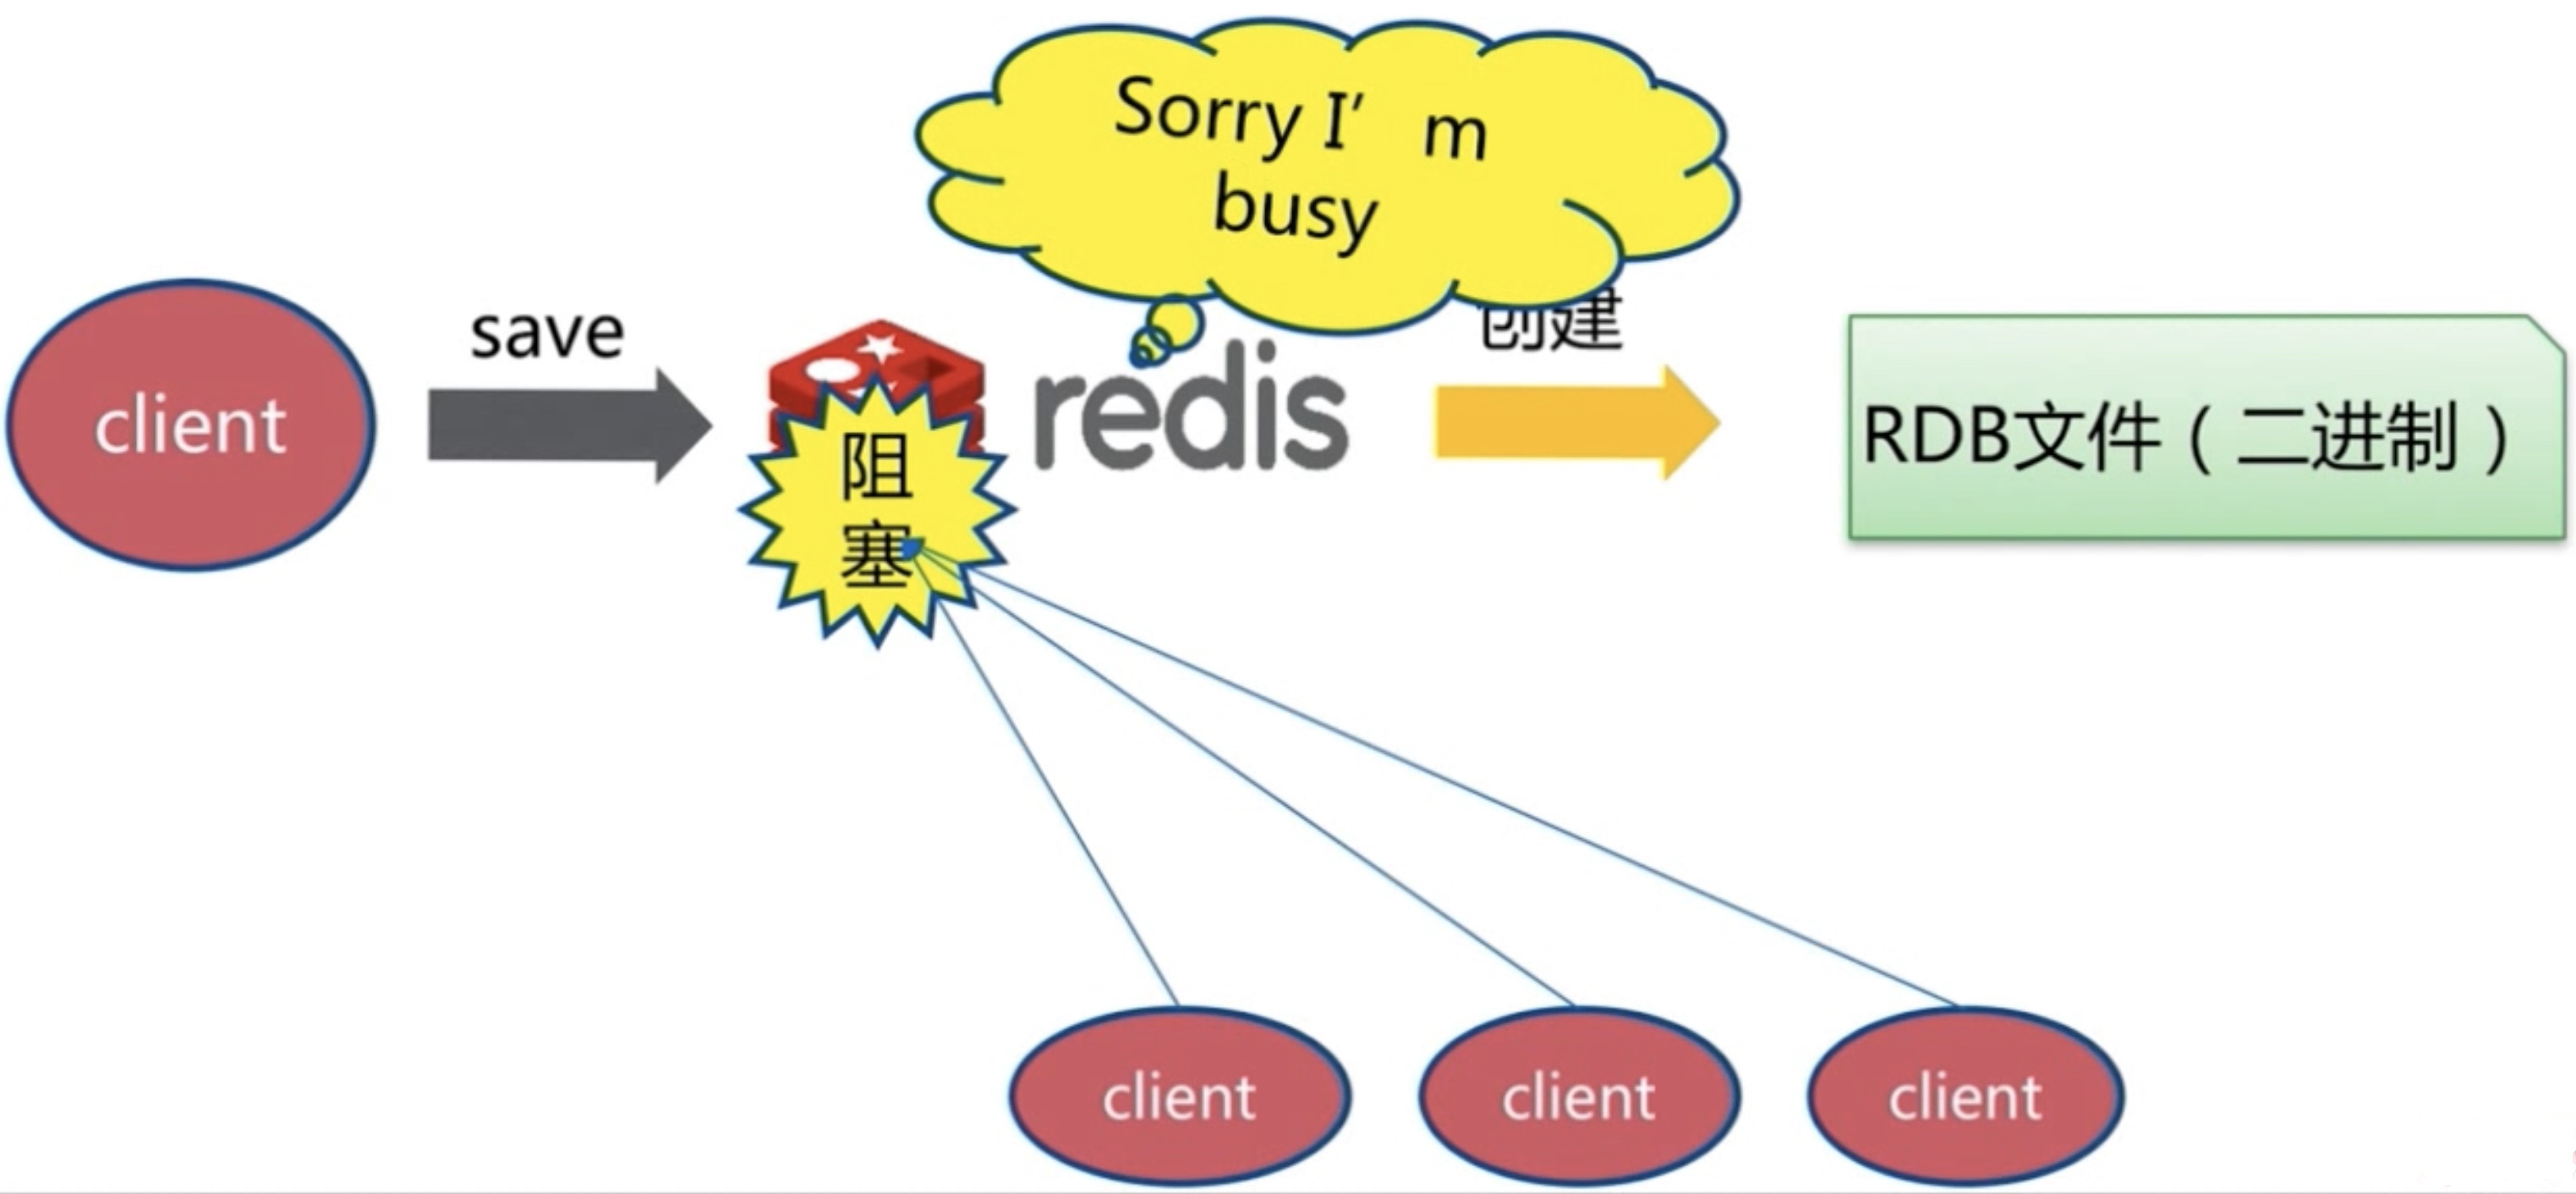 Sorry I’ m
busy
client
save
redis
创建
RDB文件（二进制）
阻
塞
client
client
client